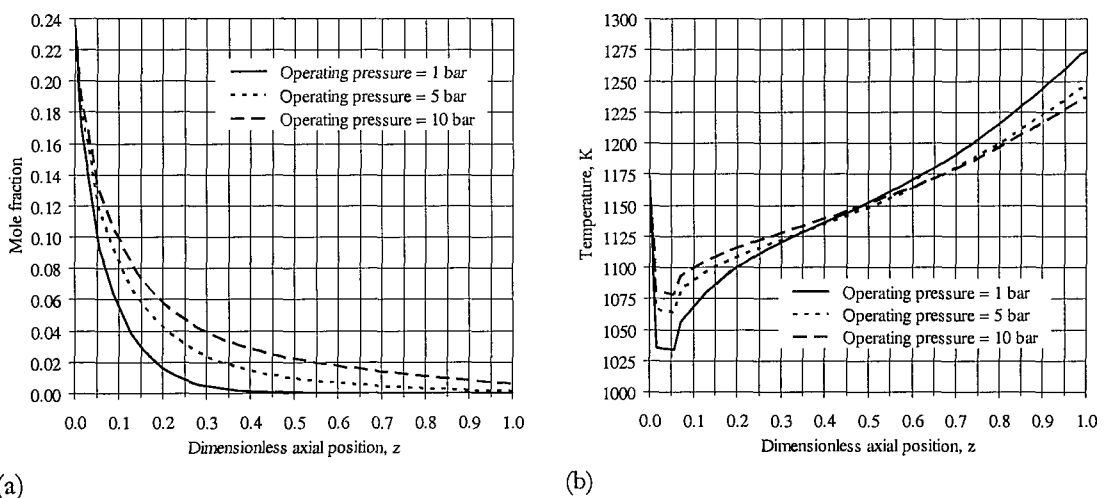 0.24
0.22
0.20
0.18
0.16
0.14
0.12
0.10
0.08
0.06
0.04
0.02
0.00
Mole fraction
Operating pressure = 1 bar
Operating pressure = 5 bar
Operating pressure = 10 bar
0.0 0.1 0.2 0.3 0.4 0.5 0.6 0.7 0.8 0.9 1.0
Dimensionless axial position, z
(a)
1300
1275
1250
1225
1200
1175
1150
1125
1100
1075
1050
1025
1000
Temperature, K
Operating pressure = 1 bar
Operating pressure = 5 bar
Operating pressure = 10 bar
0.0 0.1 0.2 0.3 0.4 0.5 0.6 0.7 0.8 0.9 1.0
Dimensionless axial position, z
(b)